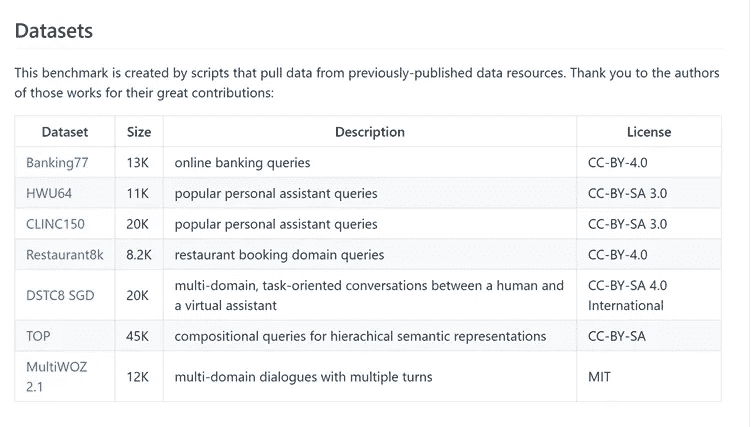 Datasets
This benchmark is created by scripts that pull data from previously-published data resources. Thank you to the authors
of those works for their great contributions:
Dataset Size Description License
Banking77 13K online banking queries CC-BY-4.0
HWU64 11K popular personal assistant queries CC-BY-SA 3.0
CLINC150 20K popular personal assistant queries CC-BY-SA 3.0
Restaurant8k 8.2K restaurant booking domain queries CC-BY-4.0
DSTC8 SGD 20K multi-domain, task-oriented conversations between a human and
a virtual assistant CC-BY-SA 4.0
International
TOP 45K compositional queries for hierachical semantic representations CC-BY-SA
MultiWOZ
2.1 12K multi-domain dialogues with multiple turns MIT